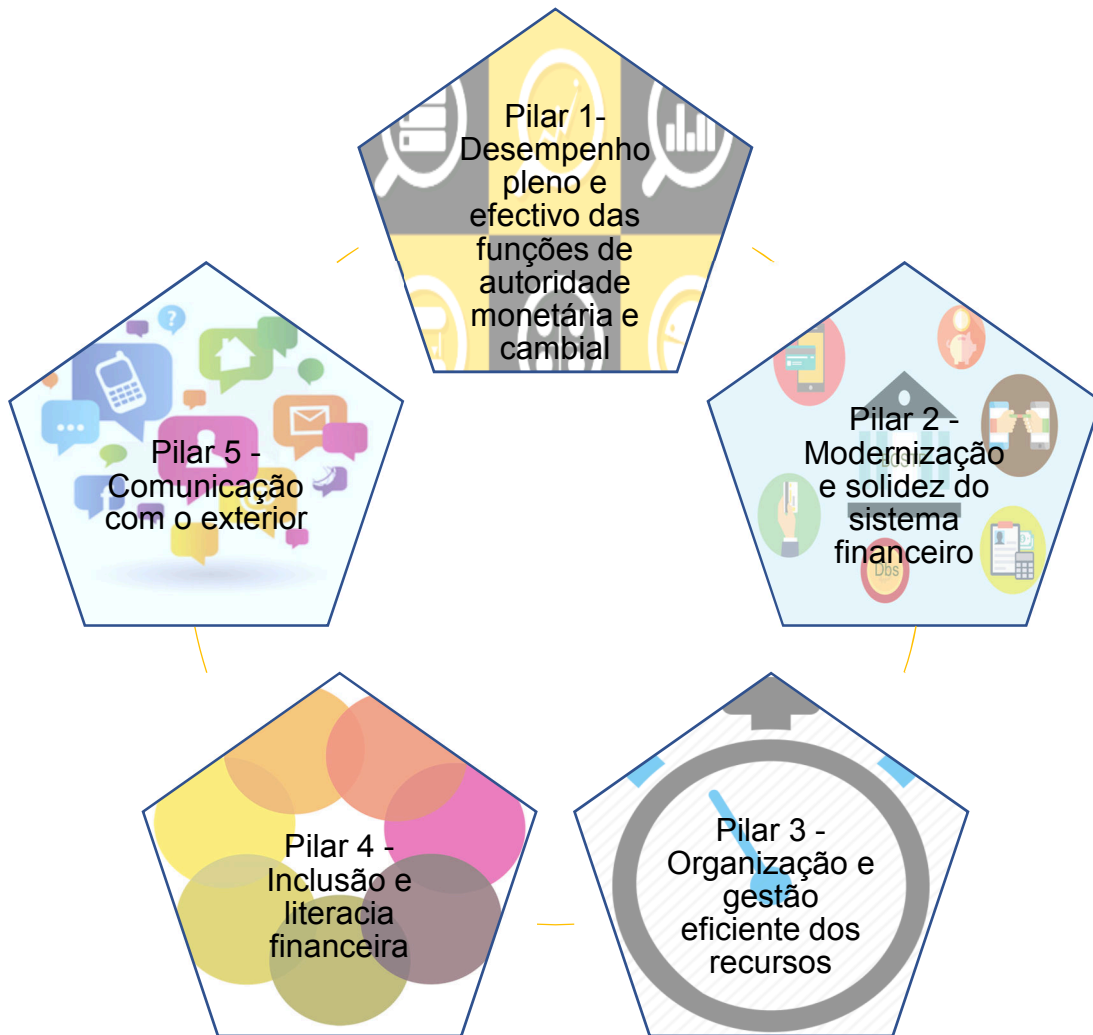 Pilar 1-
Desempenho
pleno e
efectivo das
funções de
autoridade
monetária e
cambial
Pilar 2 -
Modernização
e solidez do
sistema
financeiro
Dbs
Pilar 3 -
Organização e
gestão
eficiente dos
recursos
Pilar 4 -
Inclusão e
literacia
financeira
Pilar 5 -
Comunicação
com o exterior